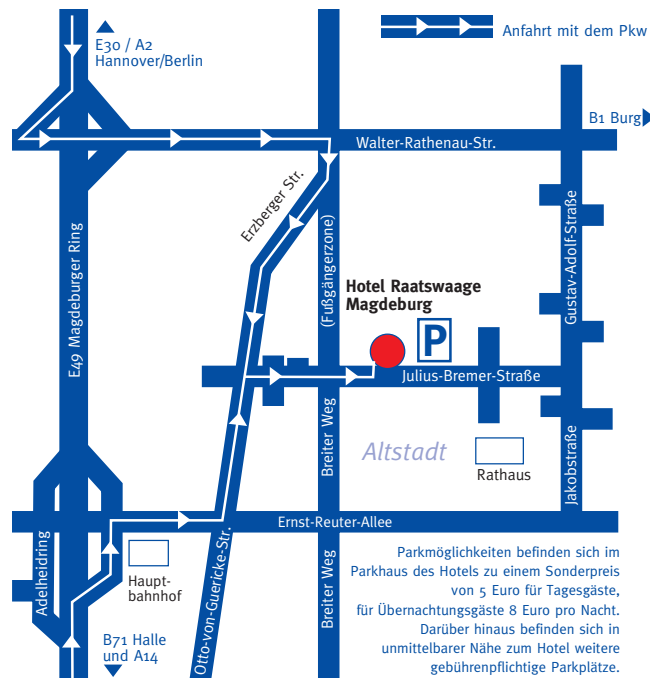 Anfahrt mit dem Pkw
E30 / A2
Hannover/Berlin
B1 Burg
Walter-Rathenau-Str.
Erzberger Str.
E49 Magdeburger Ring
(Fußgängerzone)
Gustav-Adolf-Straße
Hotel Raatswaage
Magdeburg
P
Julius-Bremer-Straße
Breiter Weg
Altstadt
Rathaus
Jakobstraße
Ernst-Reuter-Allee
Adelheidring
Haupt-
bahnhof
Otto-von-Guericke-Str.
Breiter Weg
B71 Halle
und A14
Parkmöglichkeiten befinden sich im
Parkhaus des Hotels zu einem Sonderpreis
von 5 Euro für Tagesgäste,
für Übernachtungsgäste 8 Euro pro Nacht.
Darüber hinaus befinden sich in
unmittelbarer Nähe zum Hotel weitere
gebührenpflichtige Parkplätze.